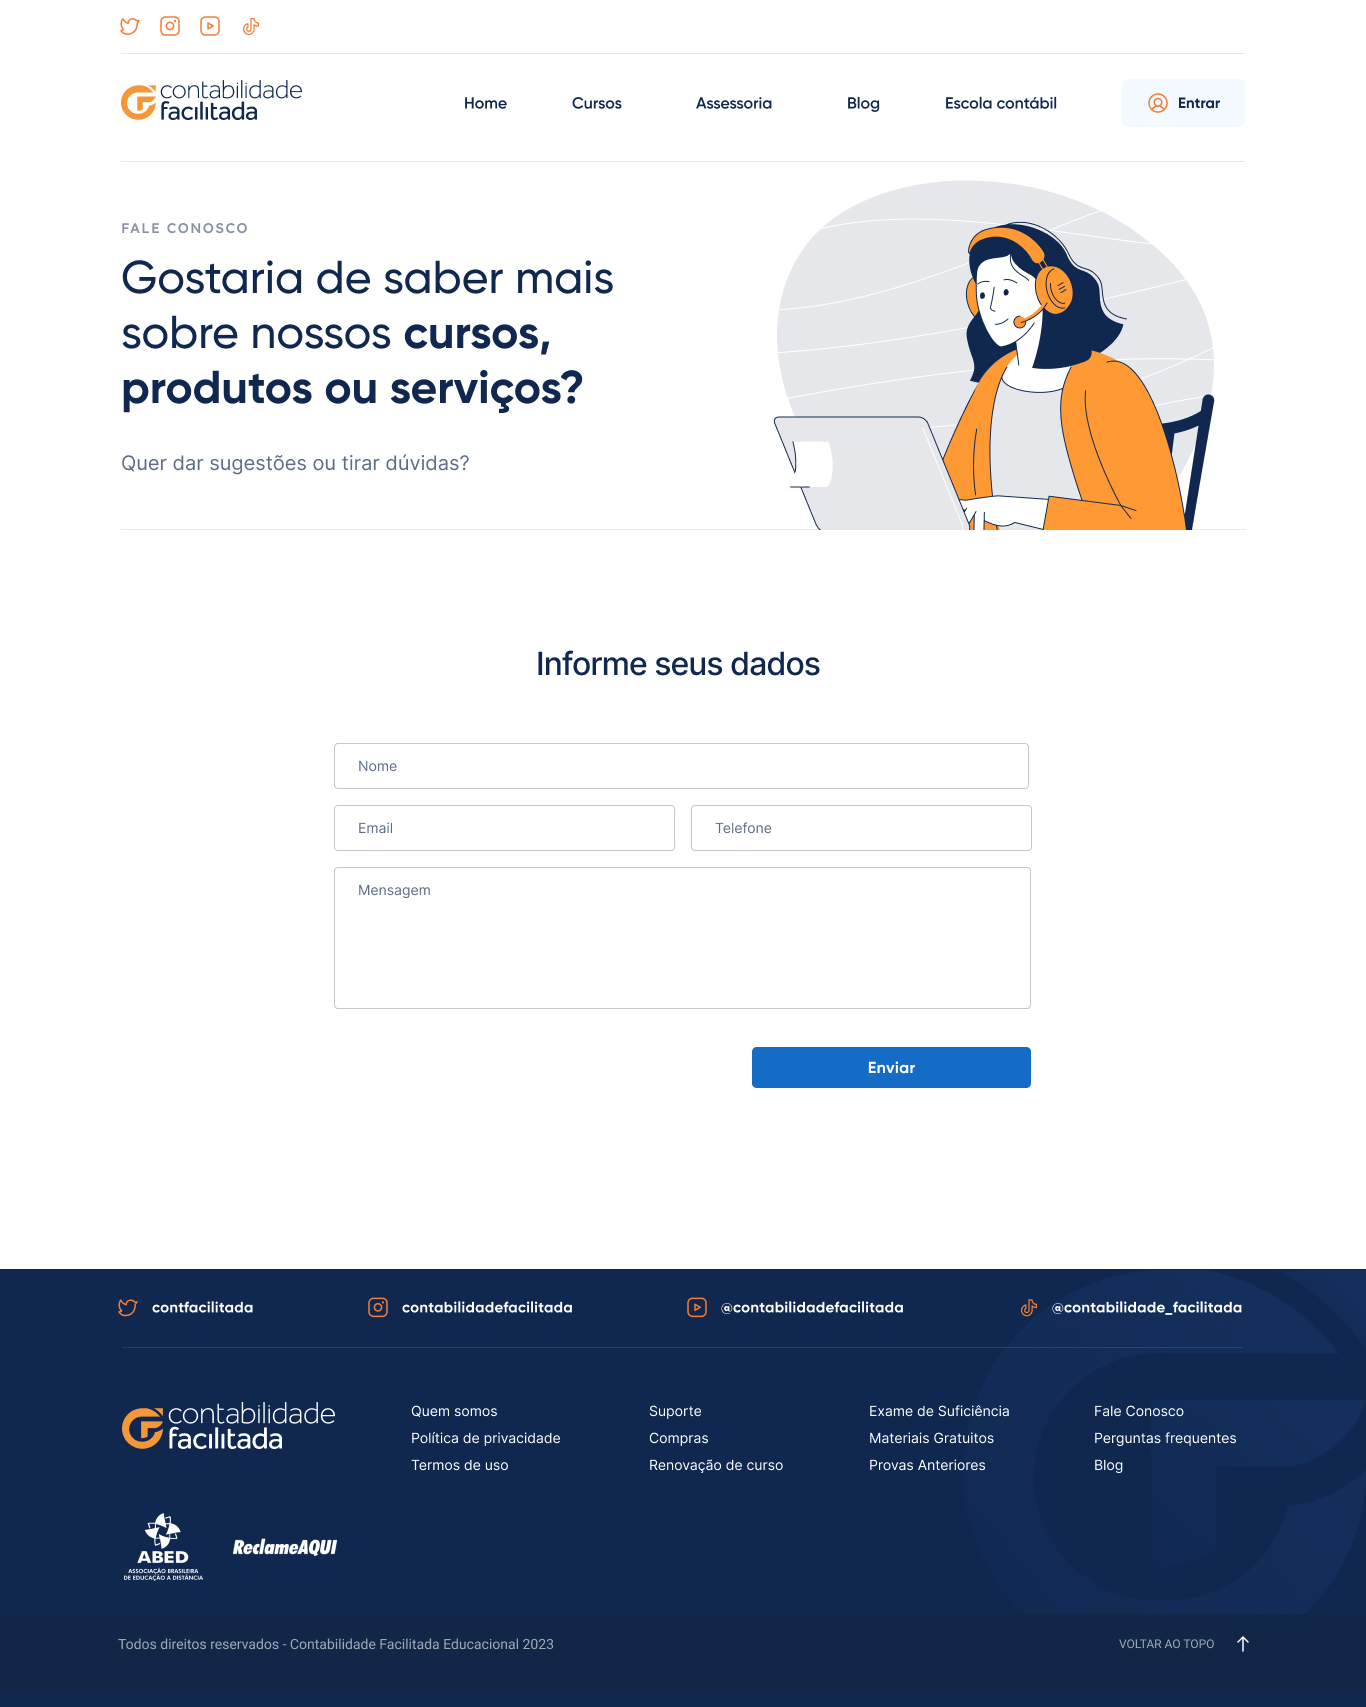 contabilidade
facilitada
Home
Cursos
Assessoria
Blog
Escola contábil
Entrar
FALE CONOSCO
Gostaria de saber mais
sobre nossos cursos,
produtos ou serviços?
Quer dar sugestões ou tirar dúvidas?
Informe seus dados
Nome
Email
Telefone
Mensagem
Enviar
contfacilitada
contabilidadefacilitada
@contabilidadefacilitada
@contabilidade_facilitada
contabilidade
facilitada
Quem somos
Política de privacidade
Termos de uso
Suporte
Compras
Renovação de curso
Exame de Suficiência
Materiais Gratuitos
Provas Anteriores
Fale Conosco
Perguntas frequentes
Blog
ABED
ASSOCIAÇÃO BRASILEIRA
DE EDUCAÇÃO A DISTÂNCIA
ReclameAQUI
Todos direitos reservados - Contabilidade Facilitada Educacional 2023
VOLTAR AO TOPO